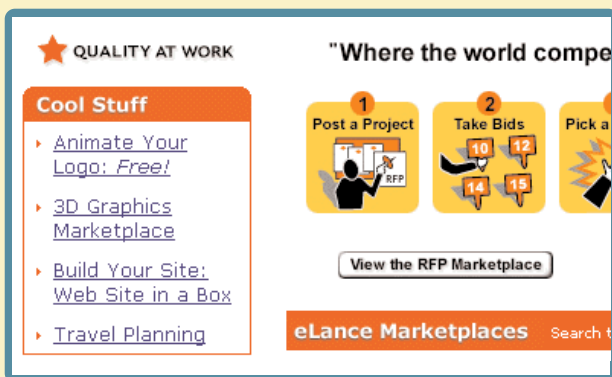 QUALITY AT WORK
"Where the world compe
Cool Stuff
Animate Your
Logo: Free!
3D Graphics
Marketplace
Build Your Site:
Web Site in a Box
Travel Planning
1
Post a Project
RFP
2
Take Bids
10
12
14
15
Pick a
View the RFP Marketplace
eLance Marketplaces Search t